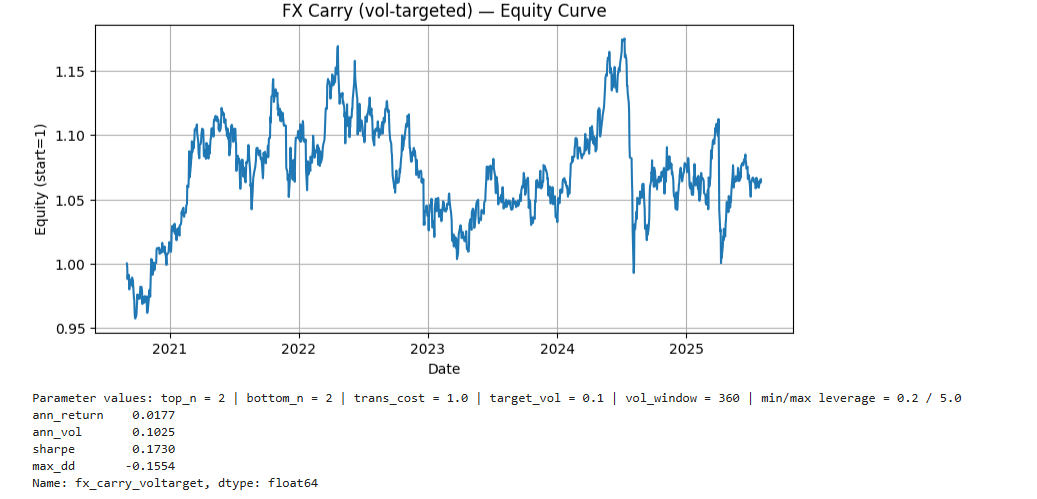 FX Carry (vol-targeted) — Equity Curve
Equity (start=1)
1.15
1.10
1.05
1.00
0.95
2021 2022 2023 2024 2025
Date
Parameter values: top_n = 2 | bottom_n = 2 | trans_cost = 1.0 | target_vol = 0.1 | vol_window = 360 | min/max leverage = 0.2 / 5.0
ann_return    0.0177
ann_vol       0.1025
sharpe        0.1730
max_dd       -0.1554
Name: fx_carry_voltarget, dtype: float64